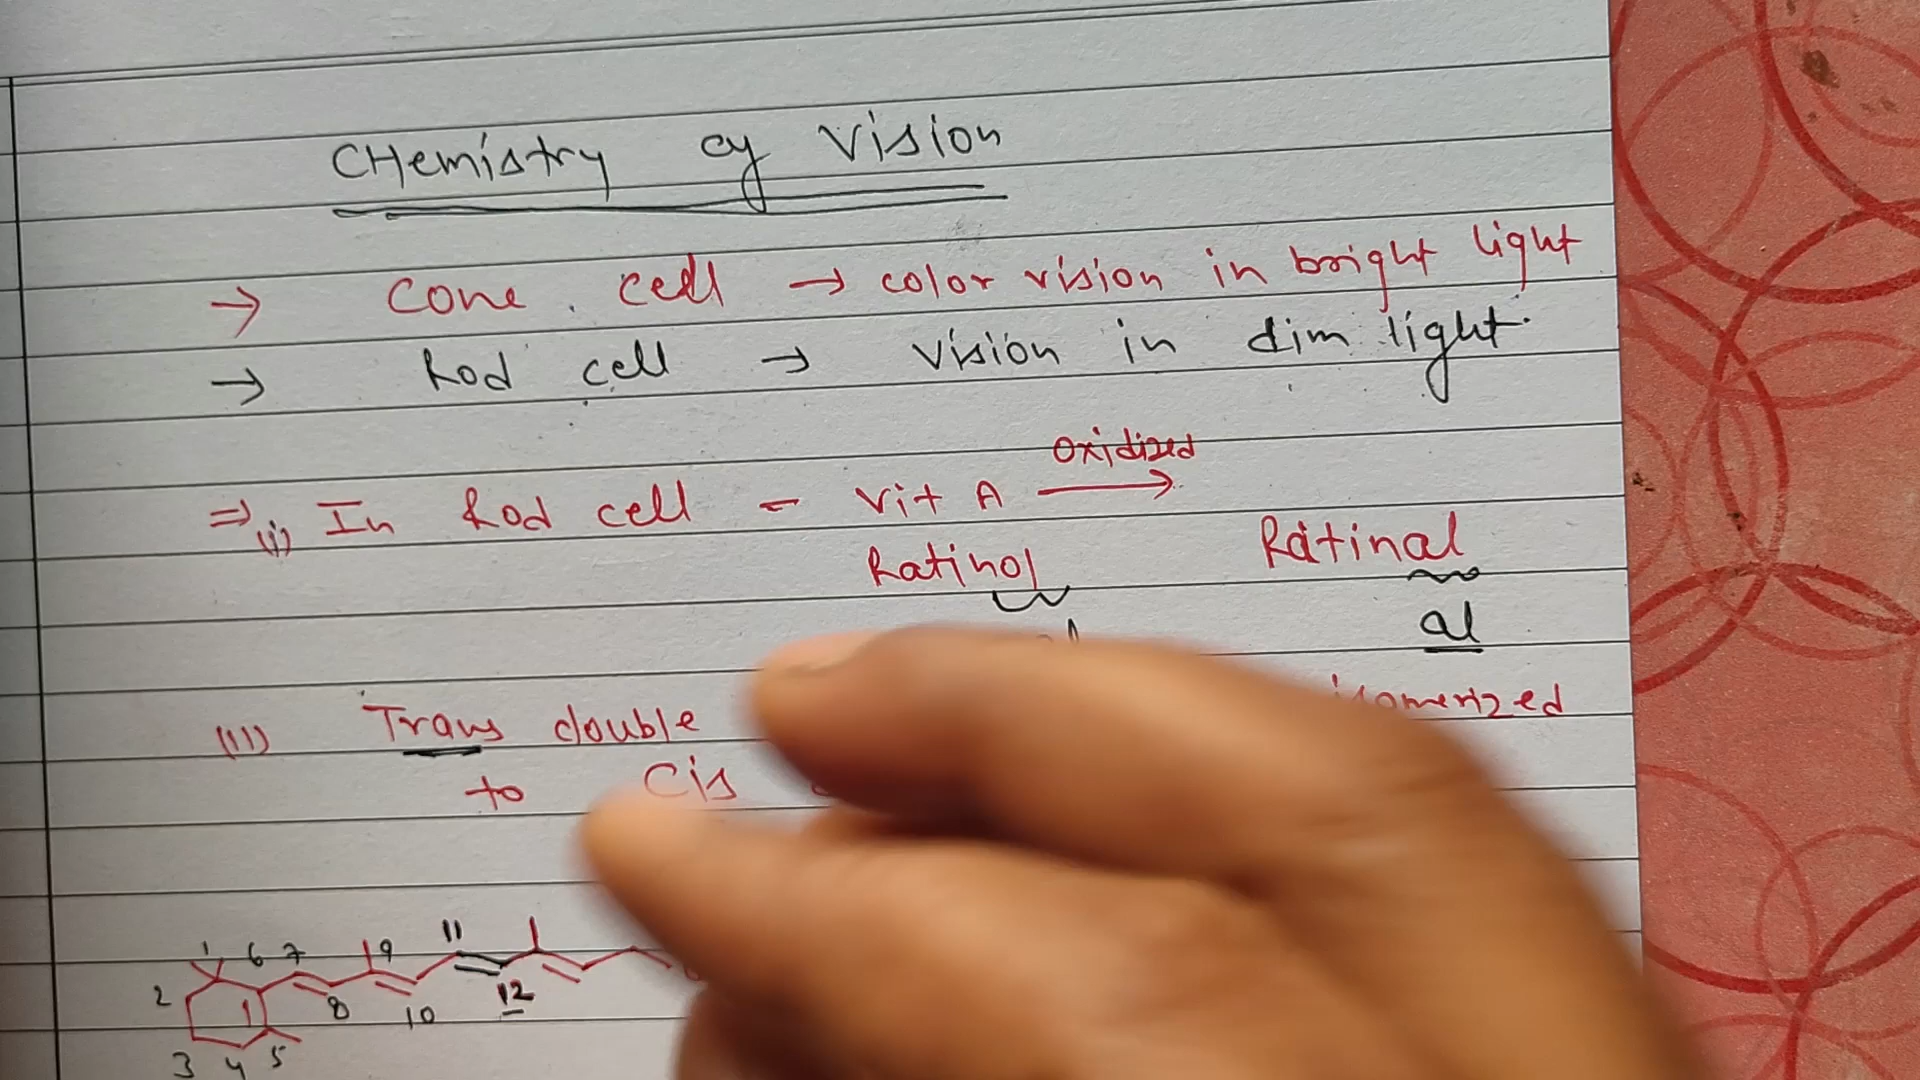 CHemistry of Vision
→ Cone cell → color vision in bright light
→ Rod cell → Vision in dim light.
oxidized
⇒ (i) In Rod cell - Vit A →
Ratinol Ratinal
al
(ii) Trans double isomerized
to Cis
11
1 6 7 9
2 8 10 12
3 4 5